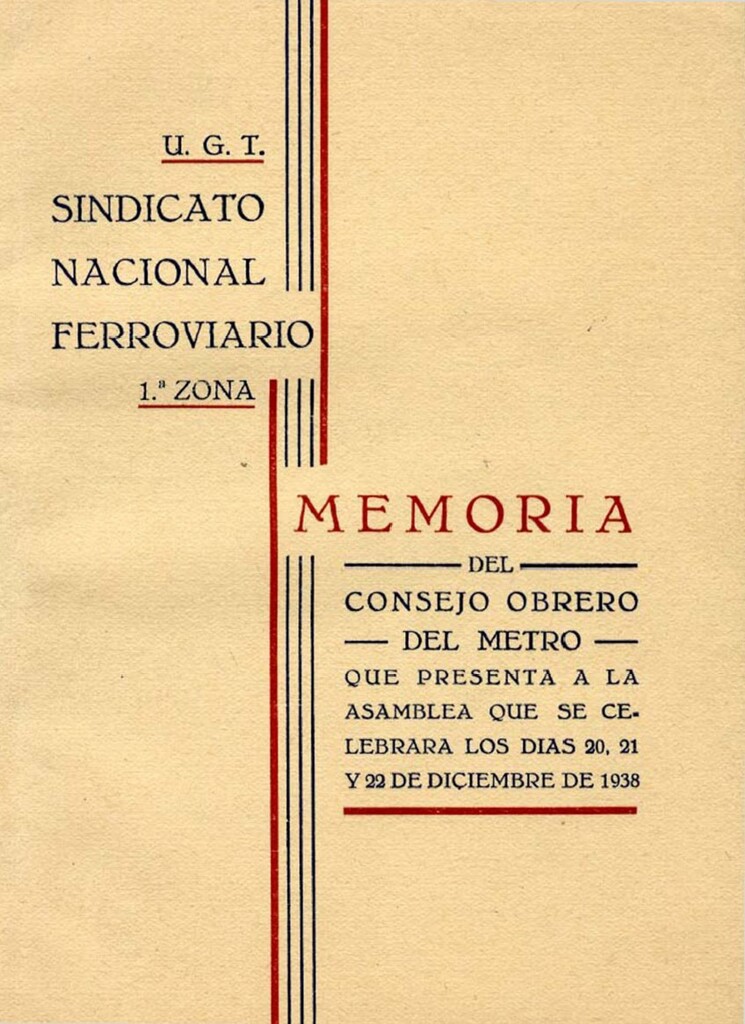 U. G. T.
SINDICATO
NACIONAL
FERROVIARIO
1.ª ZONA
MEMORIA
DEL
CONSEJO OBRERO
DEL METRO
QUE PRESENTA A LA
ASAMBLEA QUE SE CE-
LEBRARA LOS DIAS 20, 21
Y 22 DE DICIEMBRE DE 1938